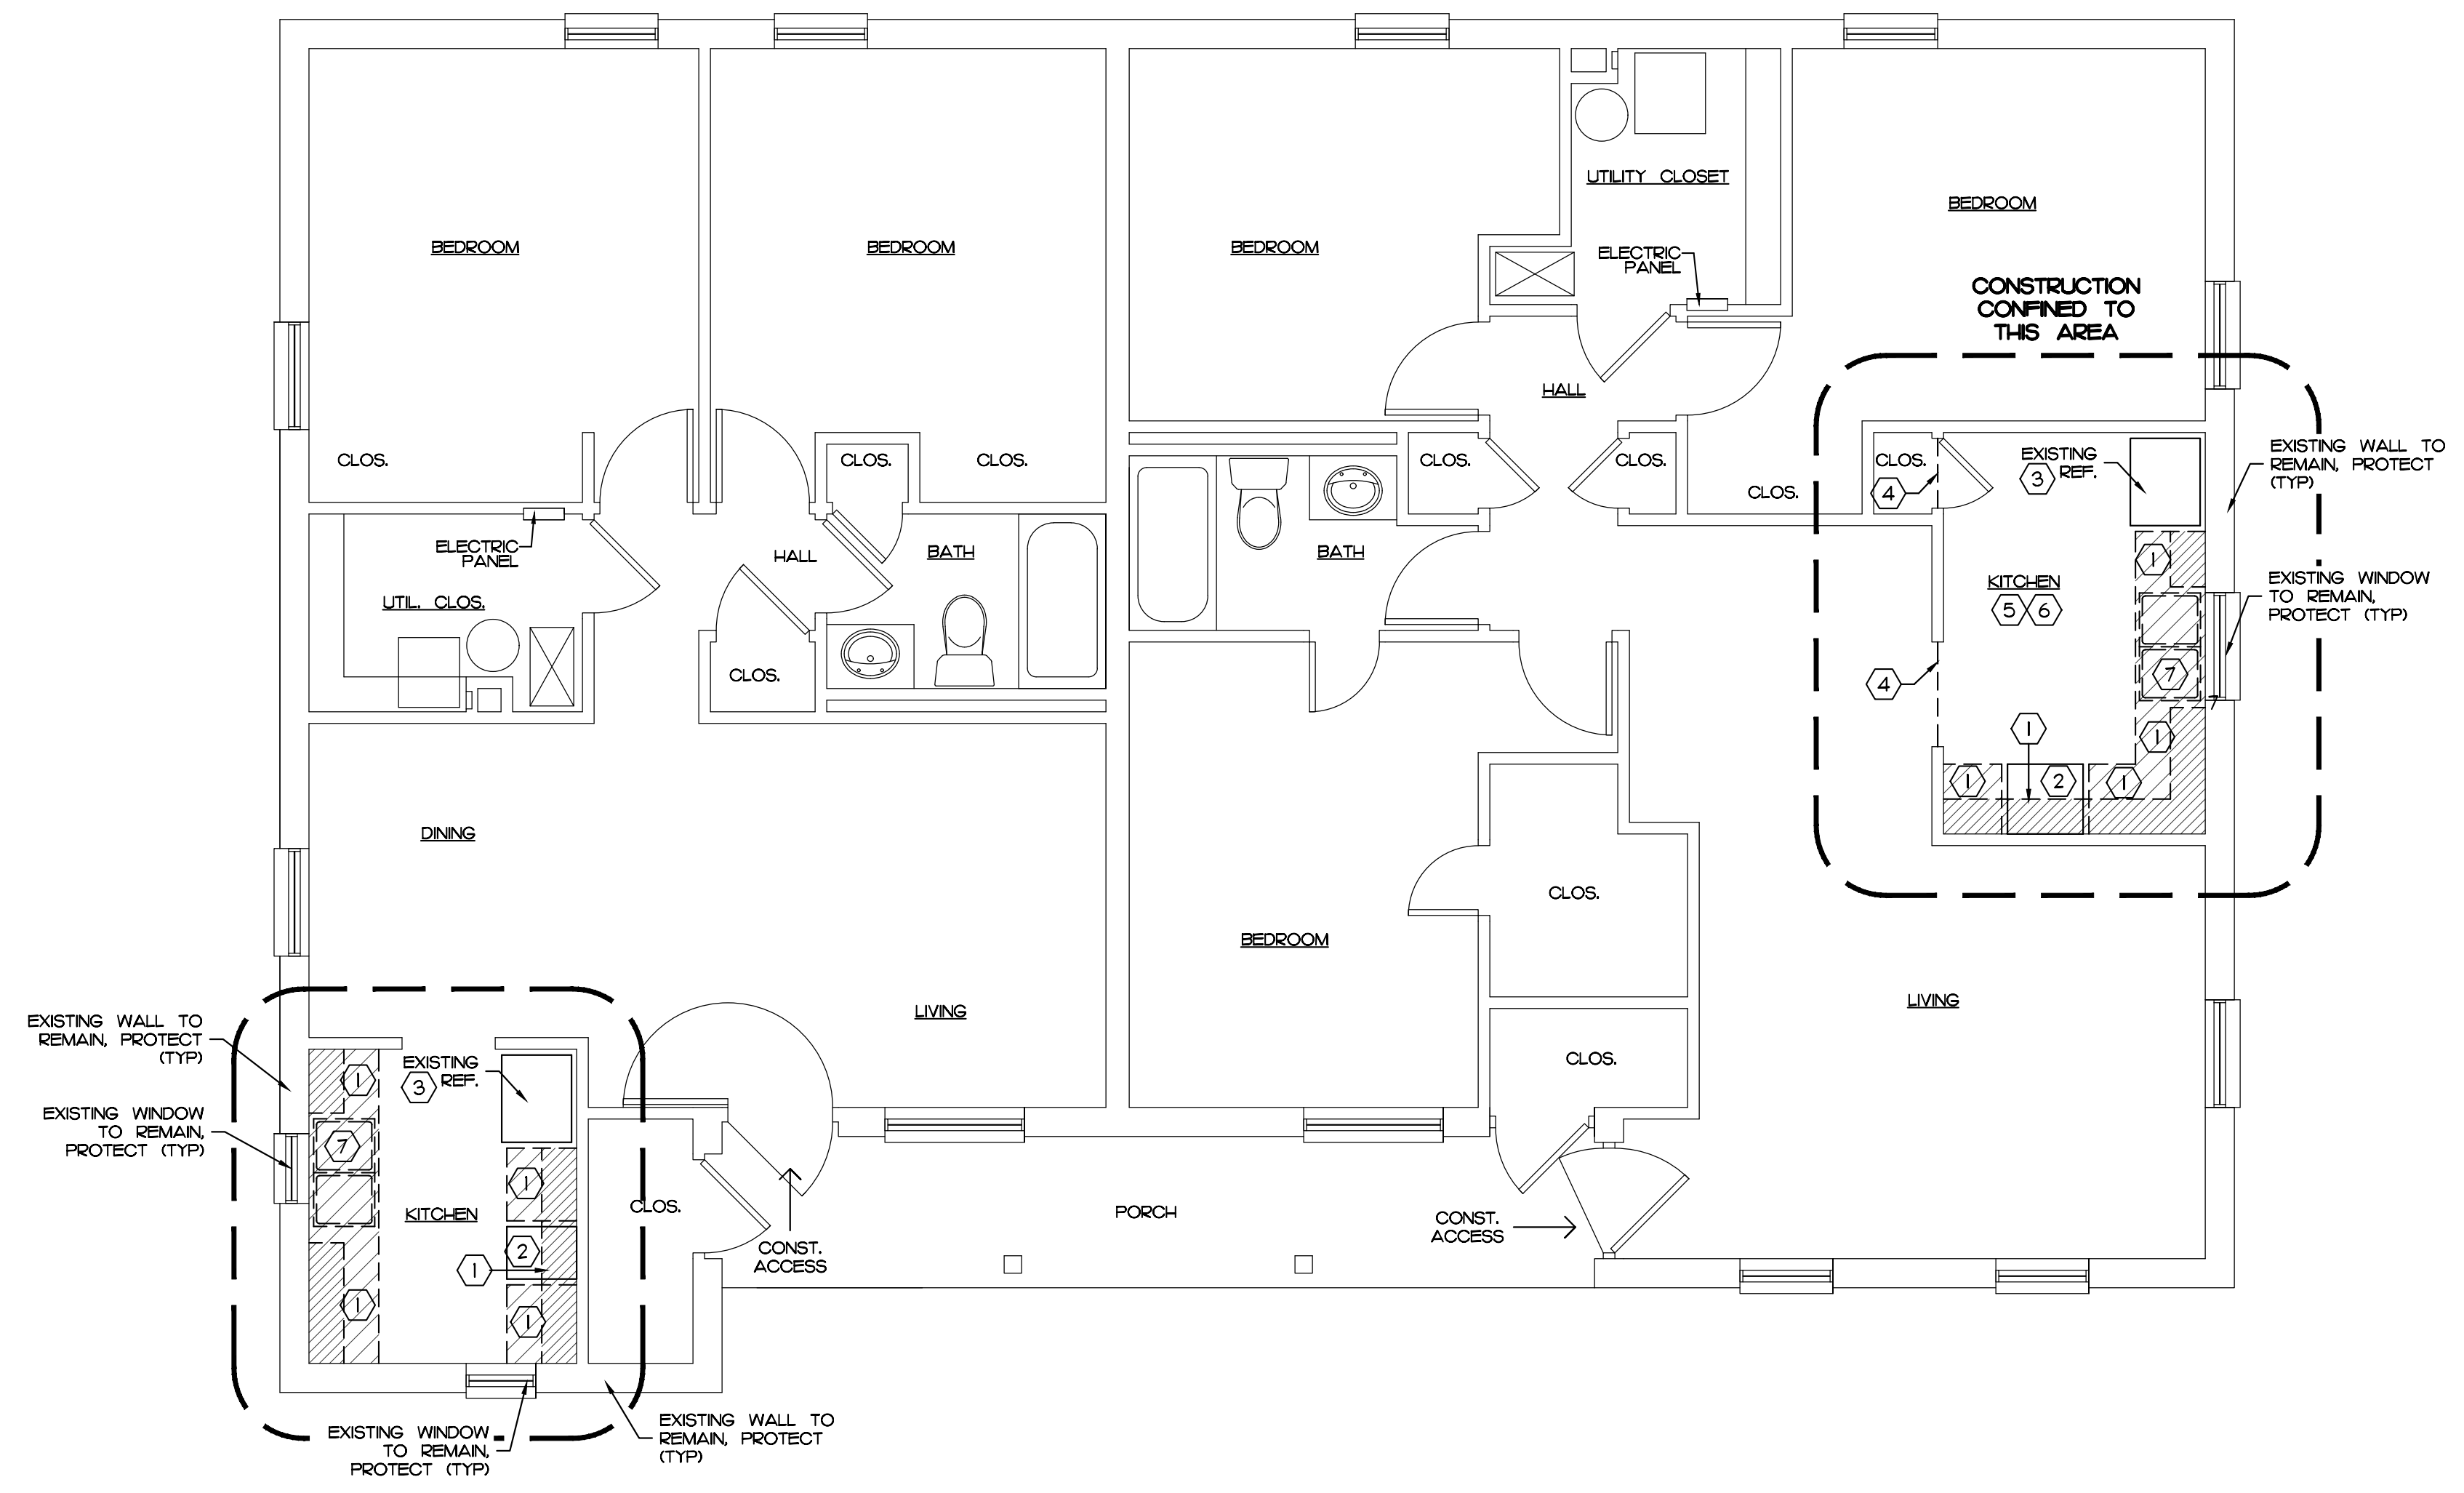 UTILITY CLOSET
BEDROOM
BEDROOM
BEDROOM
BEDROOM
ELECTRIC
PANEL
CONSTRUCTION
CONFINED TO
THIS AREA
HALL
CLOS.
CLOS.
CLOS.
CLOS.
CLOS.
CLOS.
CLOS.
4
EXISTING
3 REF.
EXISTING WALL TO
REMAIN, PROTECT
(TYP)
ELECTRIC
PANEL
HALL
BATH
BATH
1
KITCHEN
5 6
EXISTING WINDOW
TO REMAIN,
PROTECT (TYP)
UTIL. CLOS.
CLOS.
4
7
7
1
1
1
2
1
DINING
CLOS.
BEDROOM
LIVING
LIVING
EXISTING WALL TO
REMAIN, PROTECT
(TYP)
EXISTING
3 REF.
1
CLOS.
EXISTING WINDOW
TO REMAIN,
PROTECT (TYP)
7
1
KITCHEN
CLOS.
PORCH
CONST.
ACCESS
CONST.
ACCESS
2
1
1
1
EXISTING WINDOW
TO REMAIN,
PROTECT (TYP)
EXISTING WALL TO
REMAIN, PROTECT
(TYP)